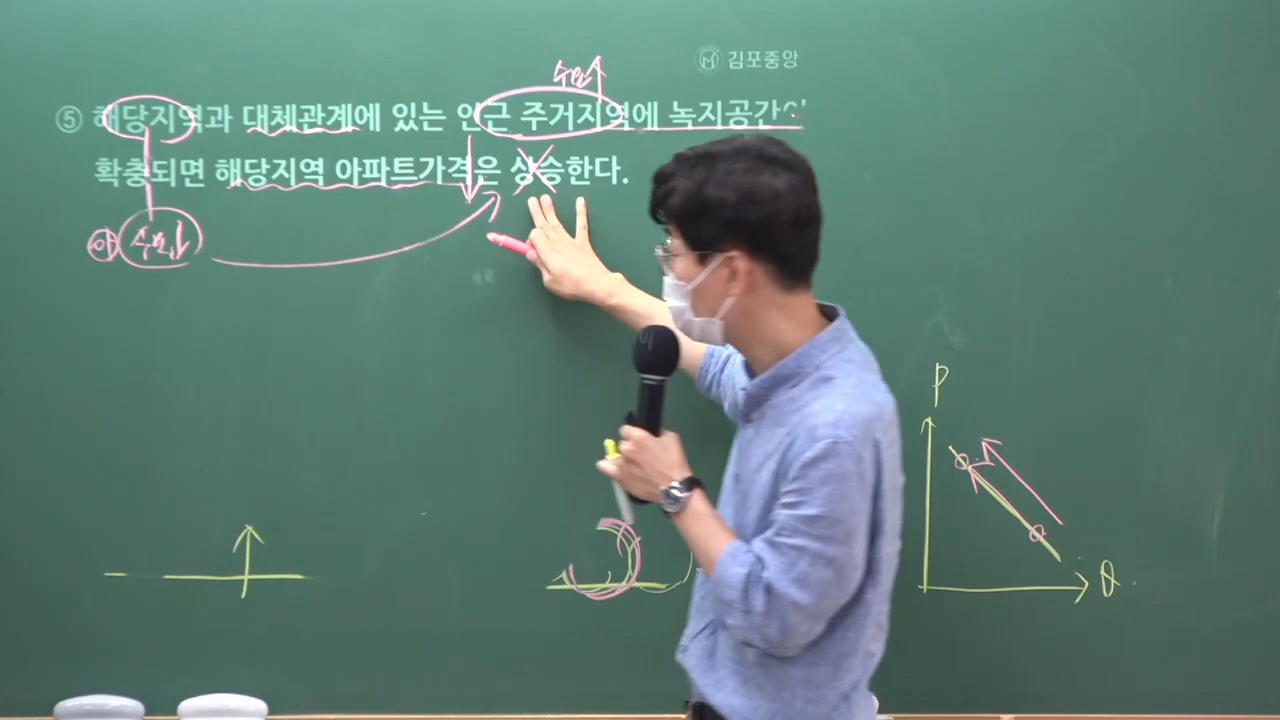 김포중앙
수요↑
⑤ 해당지역과 대체관계에 있는 인근 주거지역에 녹지공간이
확충되면 해당지역 아파트가격은 상승한다.
수요↓
P
Q